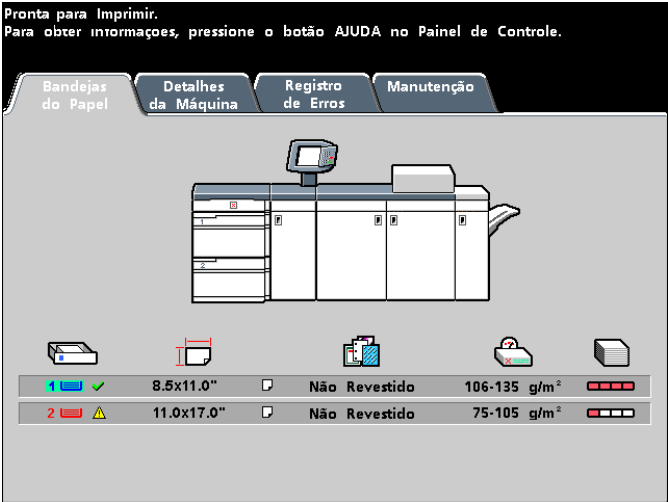 Pronta para Imprimir.
Para obter informações, pressione o botão AJUDA no Painel de Controle.
Bandejas do Papel
Detalhes da Máquina
Registro de Erros
Manutenção
1
2
1 8.5x11.0" Não Revestido 106-135 g/m²
2 11.0x17.0" Não Revestido 75-105 g/m²